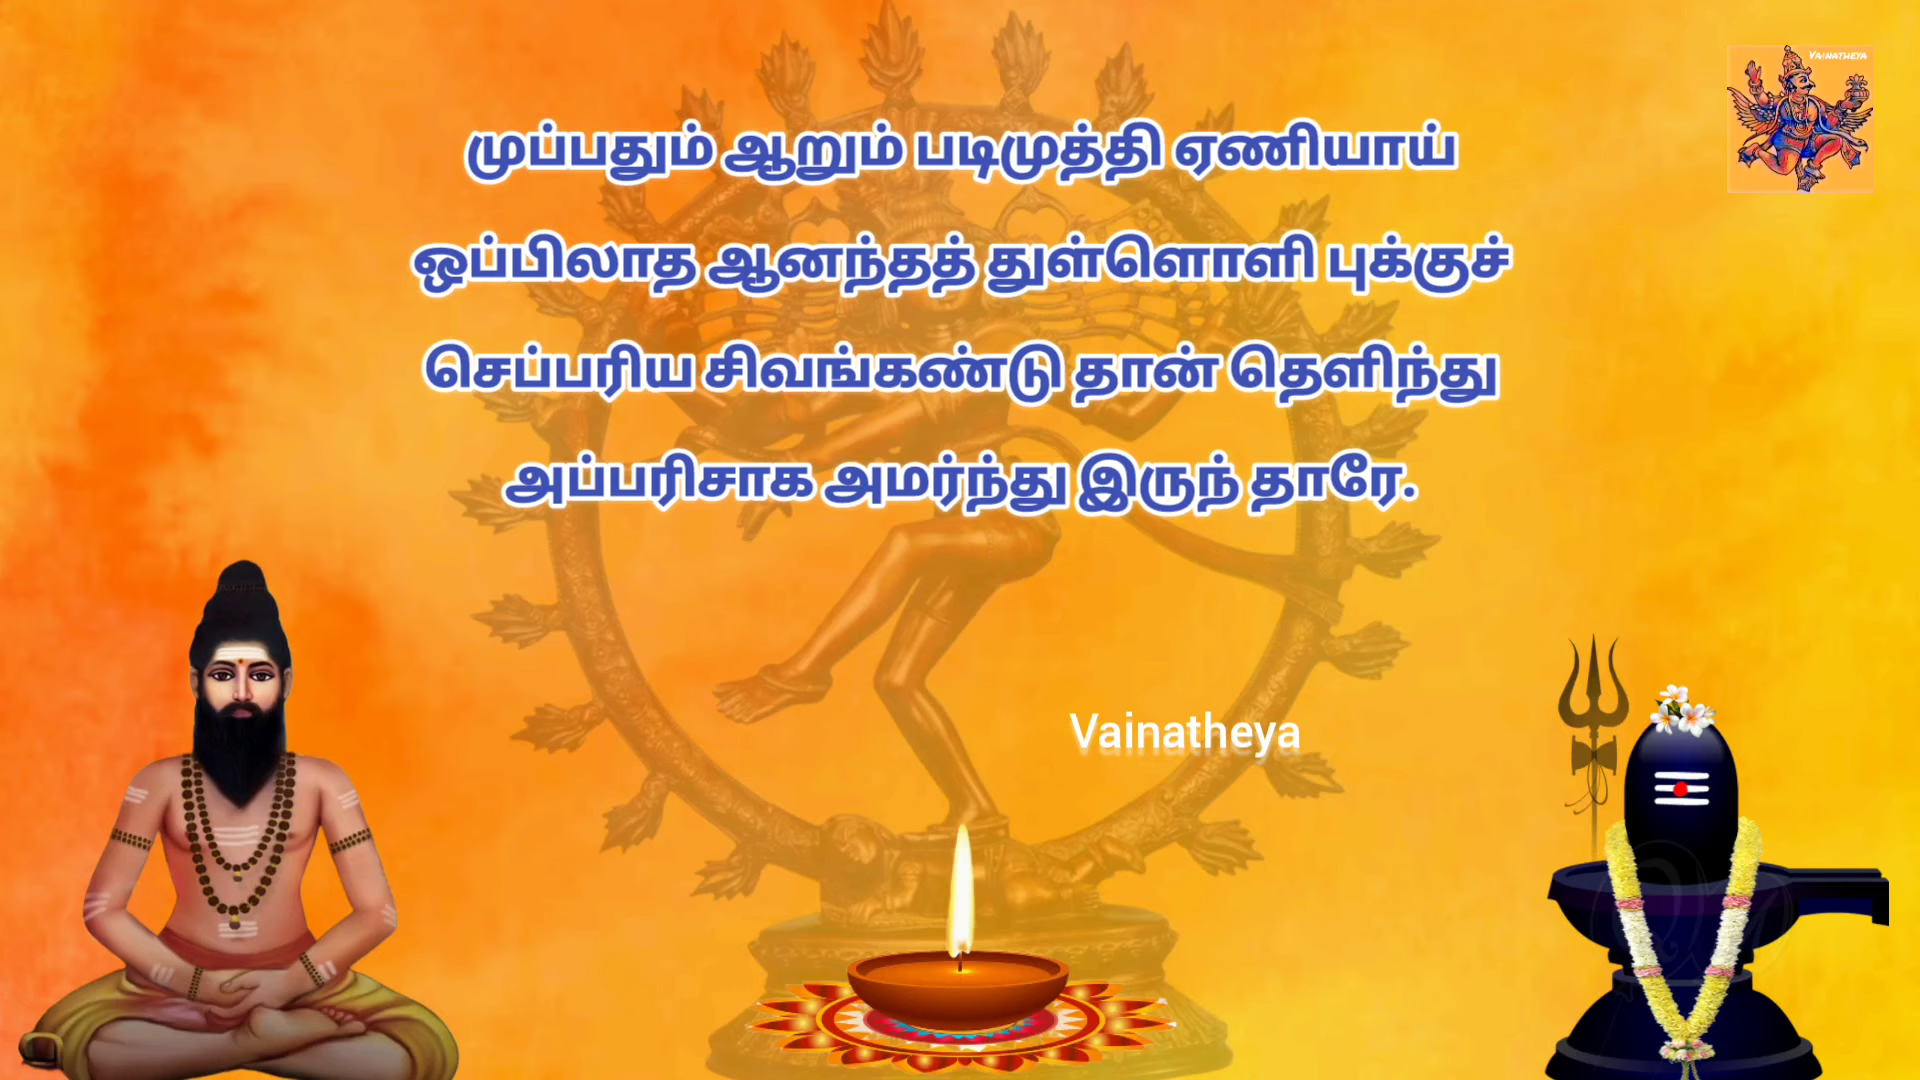 VAINATHEYA
முப்பதும் ஆறும் படிமுத்தி ஏணியாய்
ஒப்பிலாத ஆனந்தத் துள்ளொளி புக்குச்
செப்பரிய சிவங்கண்டு தான் தெளிந்து
அப்பரிசாக அமர்ந்து இருந் தாரே.
Vainatheya